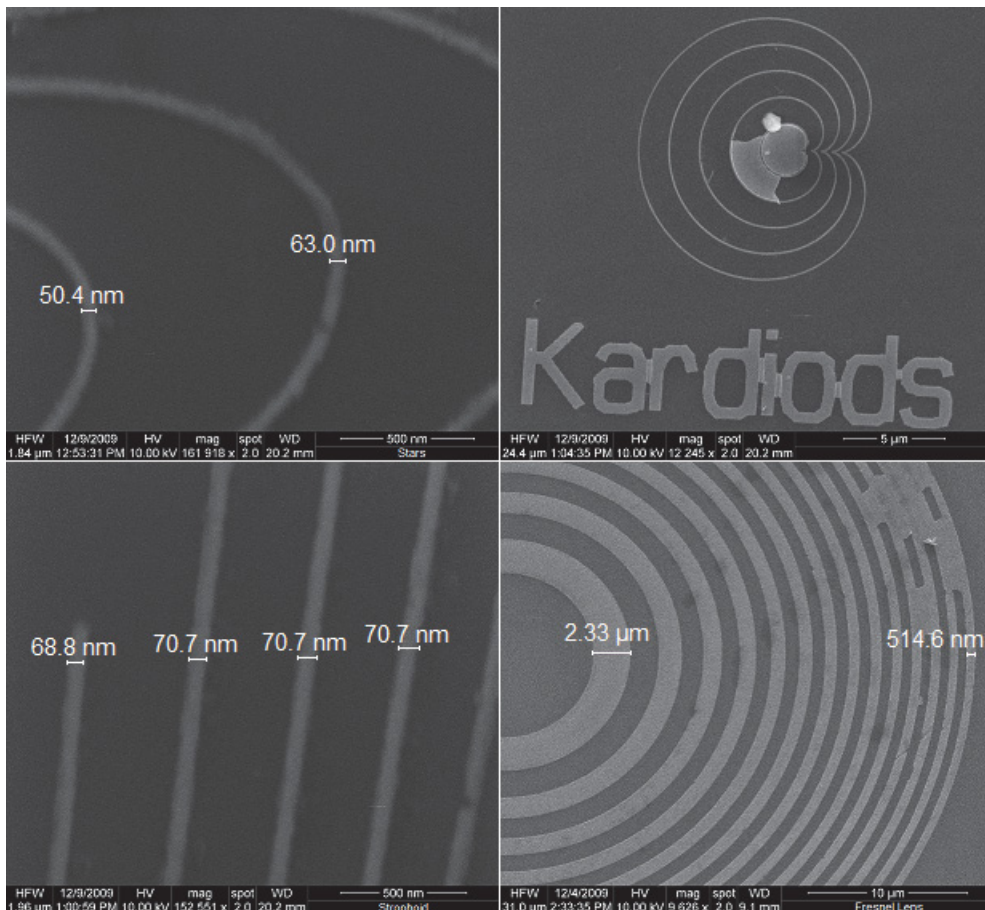 63.0 nm
50.4 nm
HFW 12/9/2009 HV mag spot WD 500 nm
1.84 µm 12:53:31 PM 10.00 kV 161 918 x 2.0 20.2 mm Stars
Kardiods
HFW 12/9/2009 HV mag spot WD 5 µm
24.4 µm 1:04:35 PM 10.00 kV 12 245 x 2.0 20.2 mm
68.8 nm 70.7 nm 70.7 nm 70.7 nm
HFW 12/9/2009 HV mag spot WD 500 nm
1.96 µm 1:00:59 PM 10.00 kV 152 551 x 2.0 20.2 mm Strophoid
2.33 µm 514.6 nm
HFW 12/4/2009 HV mag spot WD 10 µm
31.0 µm 2:33:35 PM 10.00 kV 9 626 x 2.0 9.1 mm Fresnel Lens